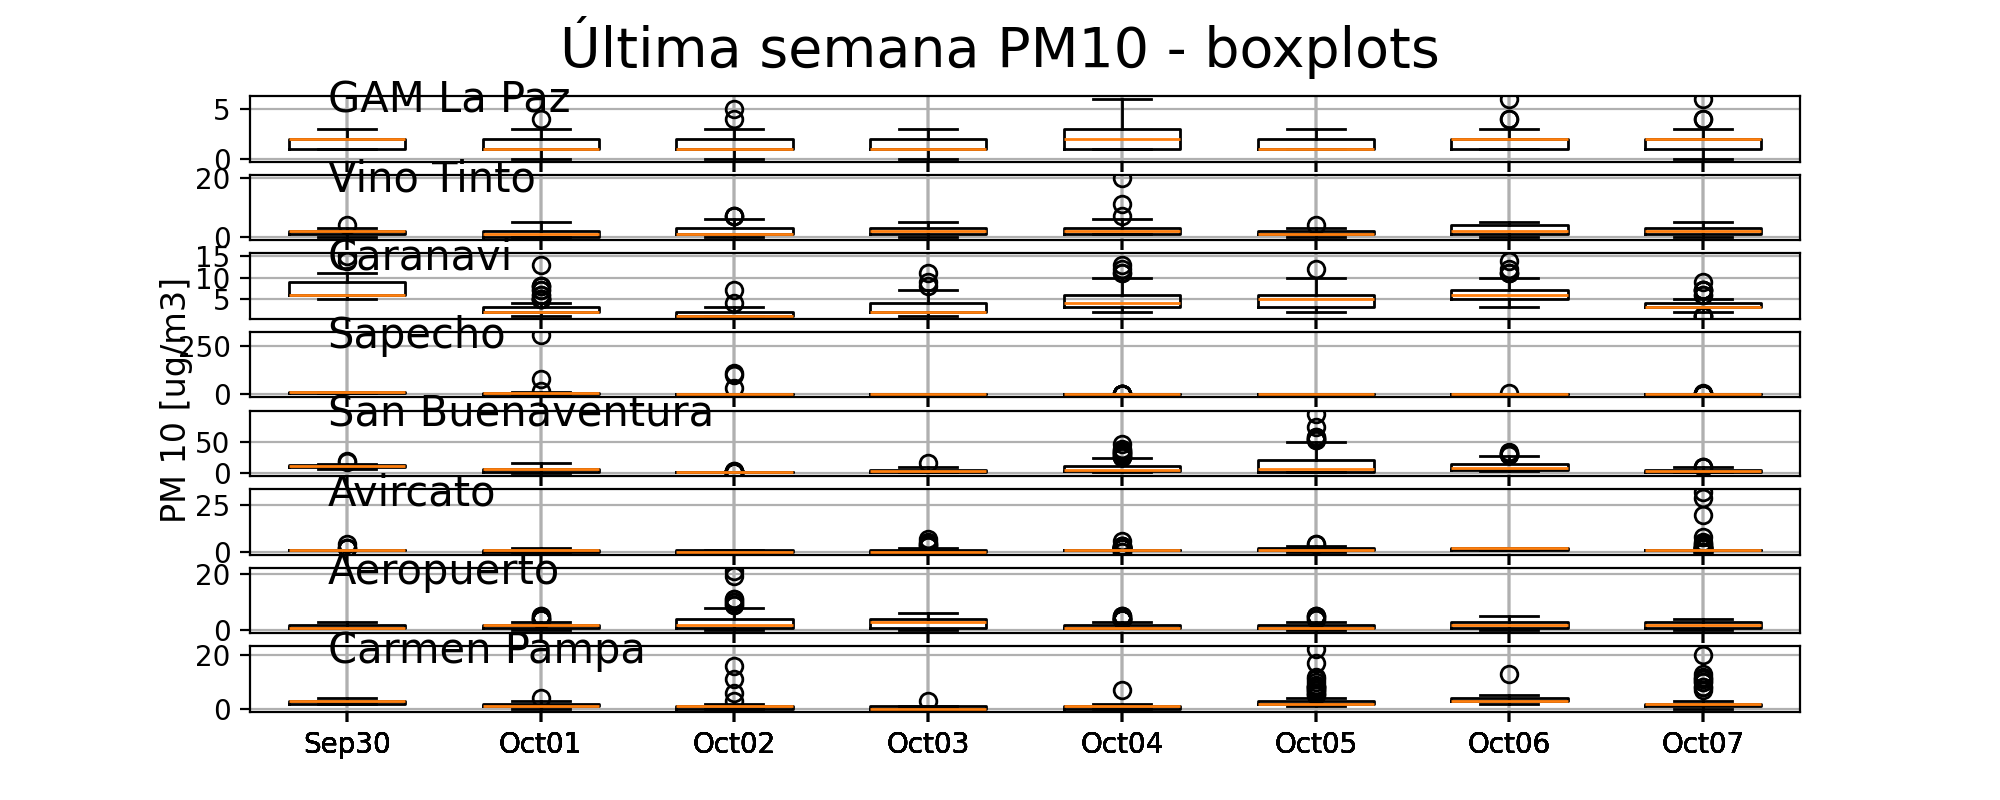 Última semana PM10 - boxplots
GAM La Paz
5
0
Vino Tinto
20
0
Caranavi
15
10
5
Sapecho
250
0
PM 10 [ug/m3]
San Buenaventura
50
0
Avircato
25
0
Aeropuerto
20
0
Carmen Pampa
20
0
Sep30 Oct01 Oct02 Oct03 Oct04 Oct05 Oct06 Oct07